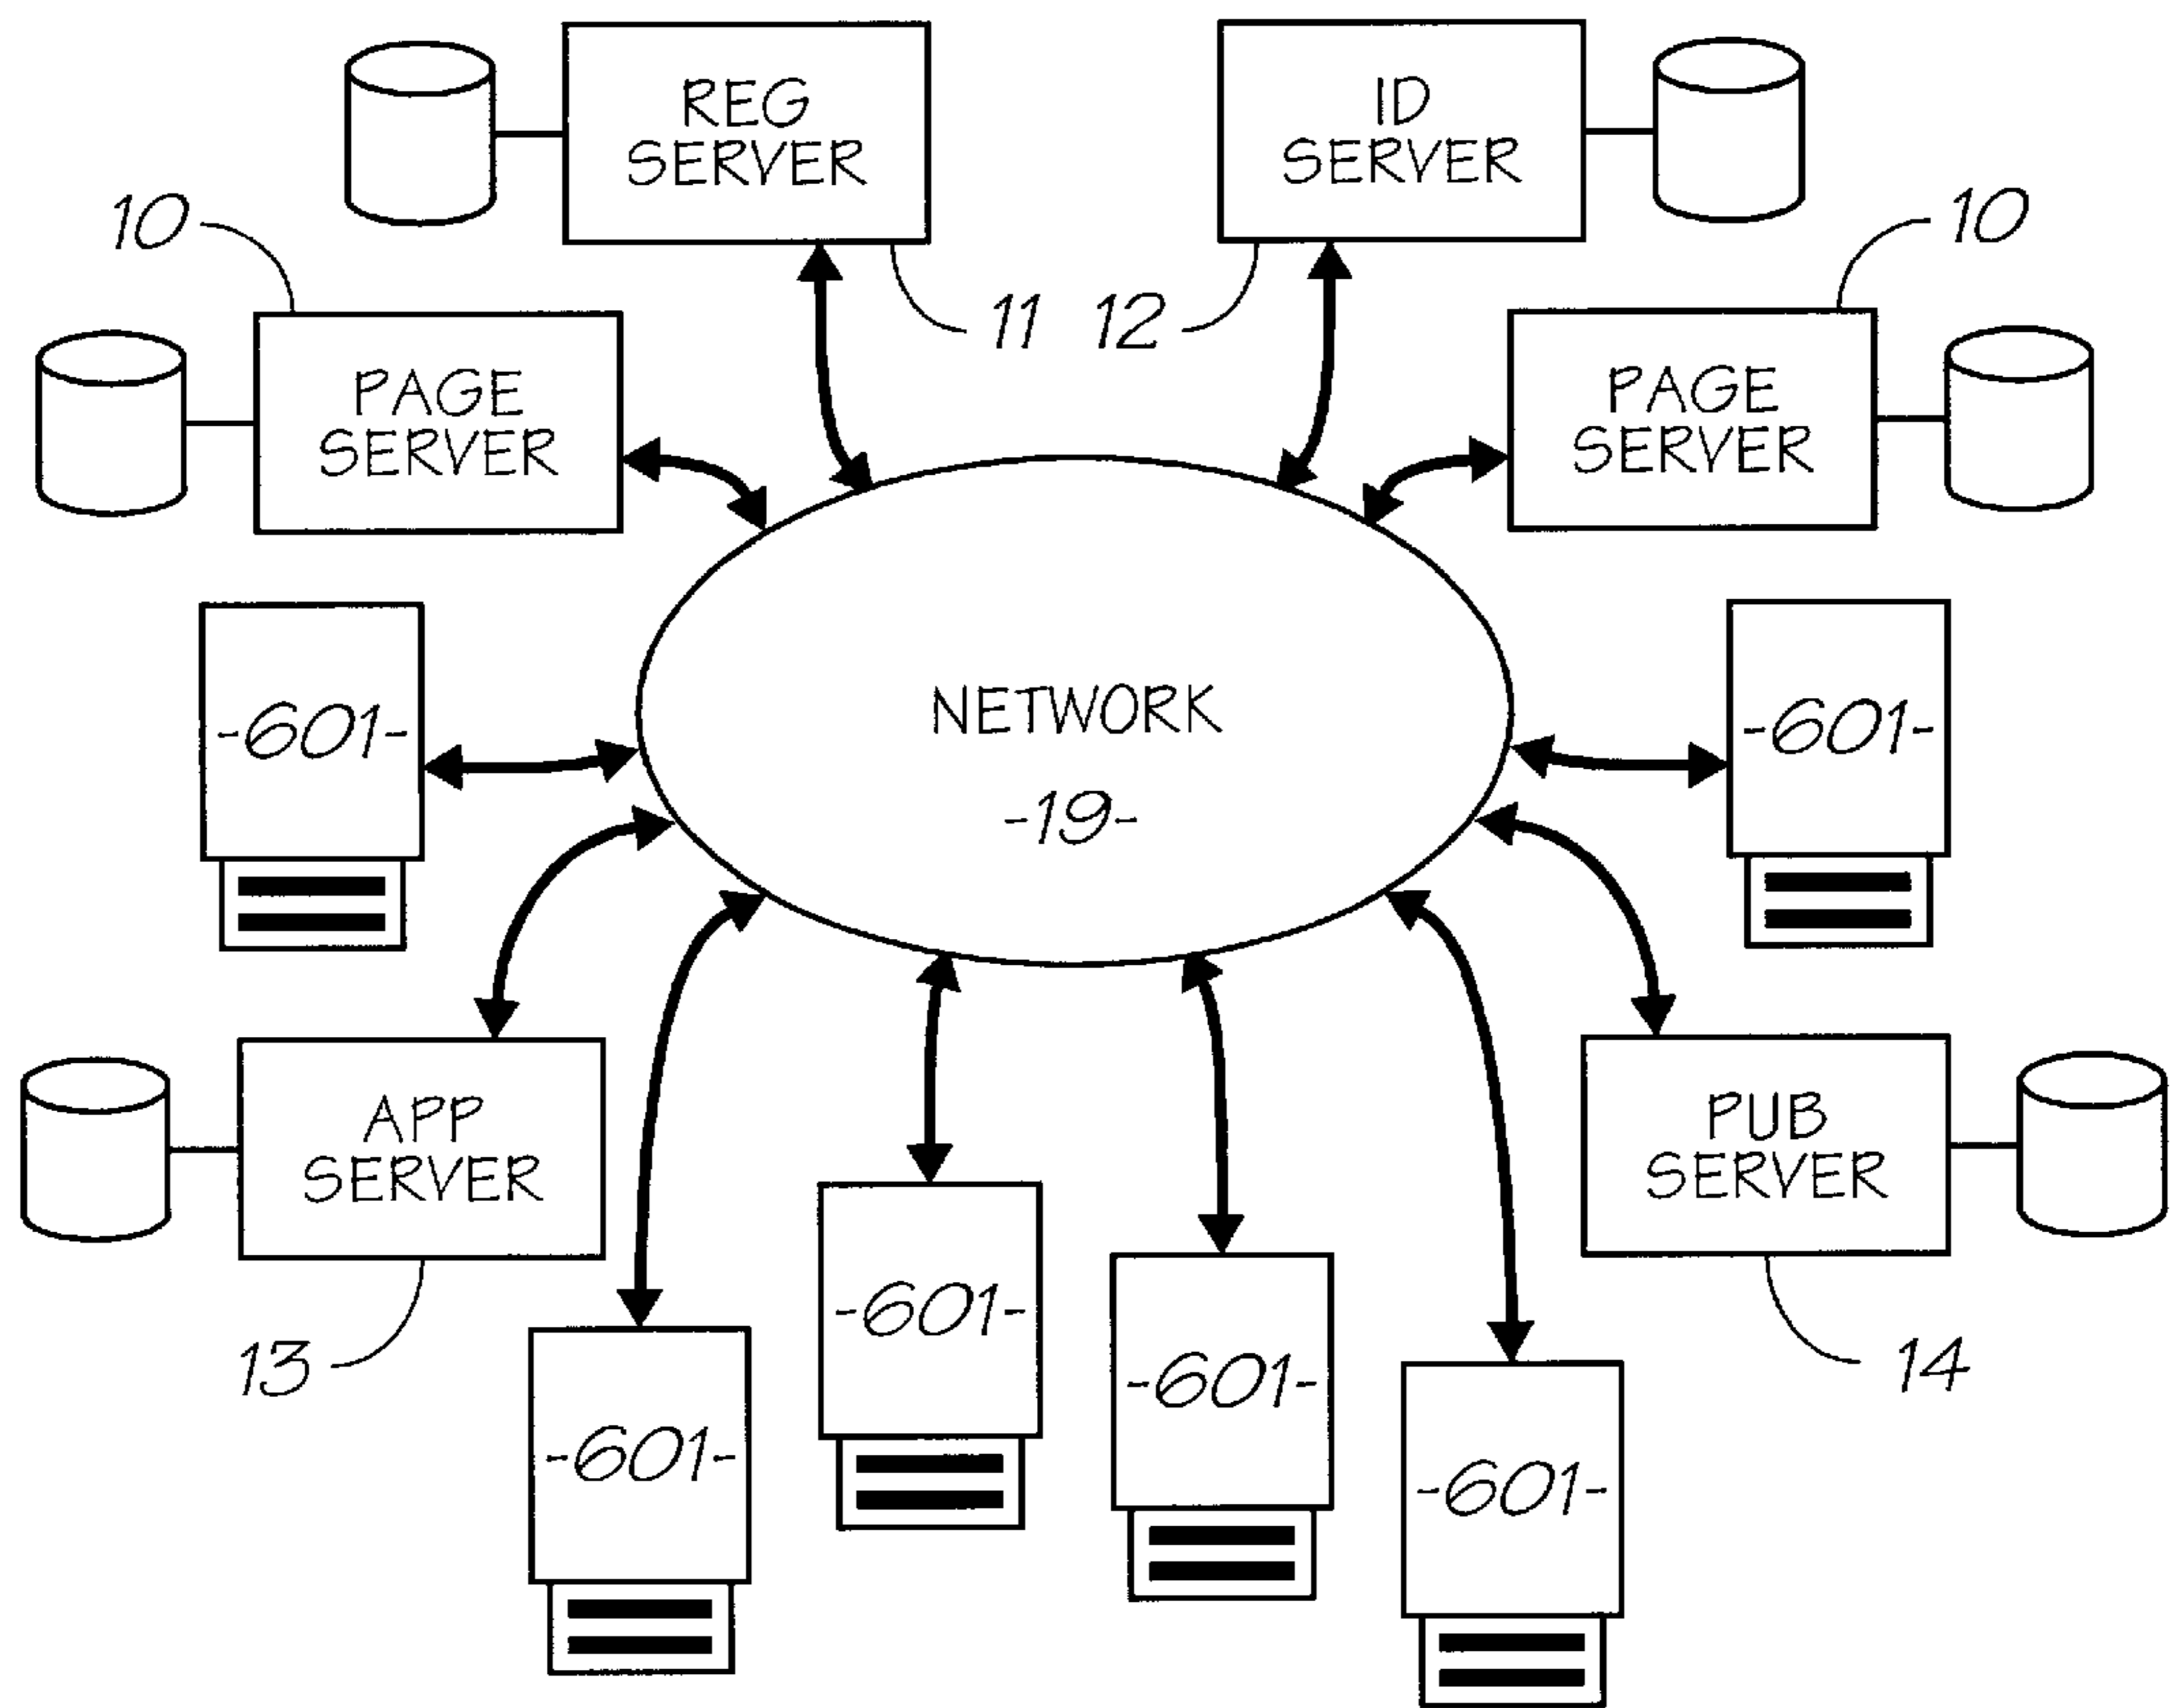 REG
SERVER
ID
SERVER
10
10
11
12
PAGE
SERVER
PAGE
SERVER
NETWORK
-19-
-601-
-601-
APP
SERVER
PUB
SERVER
-601-
-601-
13
14
-601-
-601-